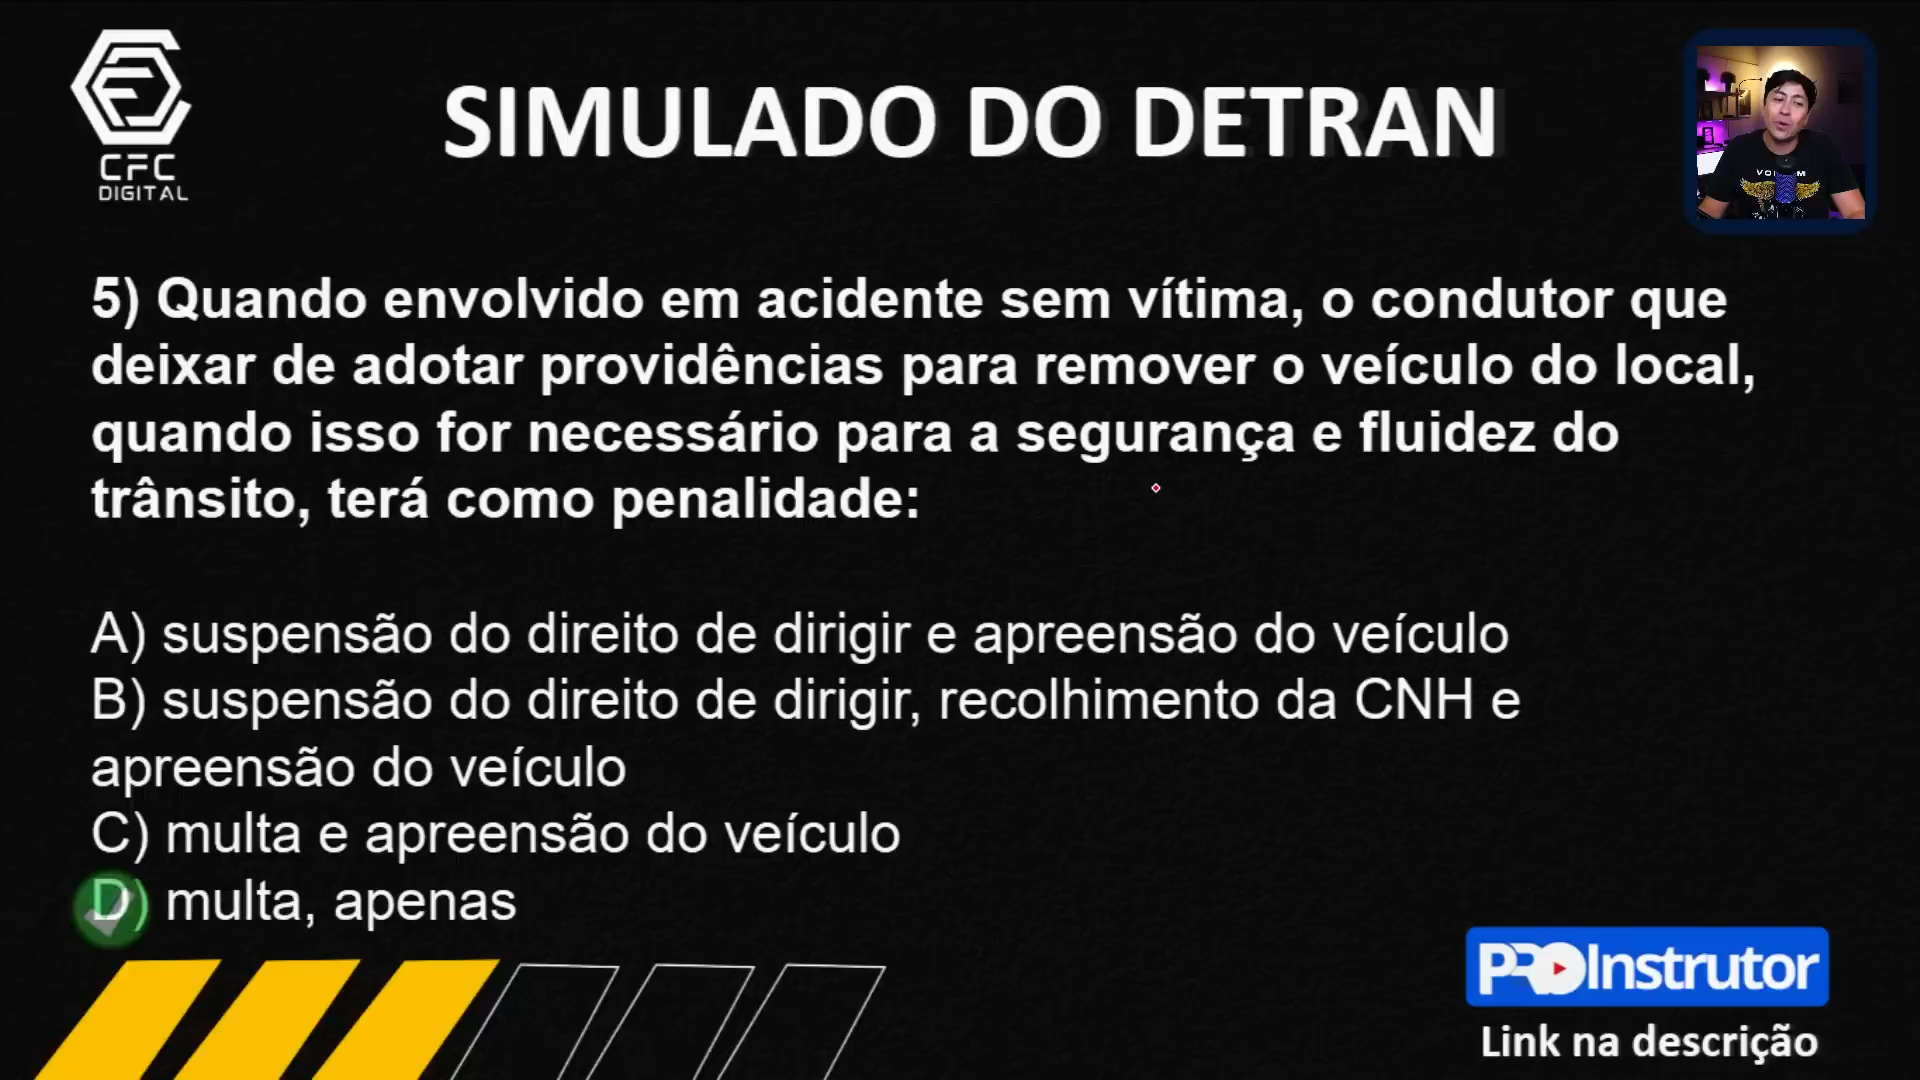 CFC
DIGITAL
SIMULADO DO DETRAN
5) Quando envolvido em acidente sem vítima, o condutor que
deixar de adotar providências para remover o veículo do local,
quando isso for necessário para a segurança e fluidez do
trânsito, terá como penalidade:
A) suspensão do direito de dirigir e apreensão do veículo
B) suspensão do direito de dirigir, recolhimento da CNH e
apreensão do veículo
C) multa e apreensão do veículo
D) multa, apenas
PROInstrutor
Link na descrição